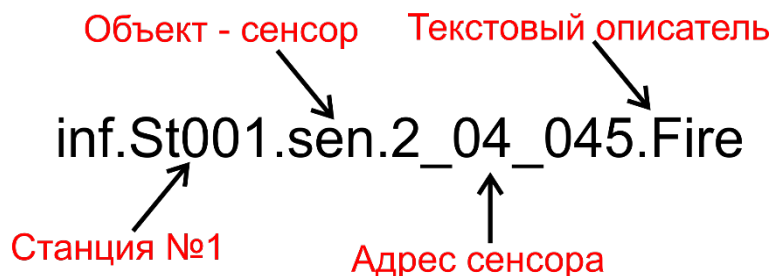 Объект - сенсор
Текстовый описатель
inf.St001.sen.2_04_045.Fire
Станция №1
Адрес сенсора